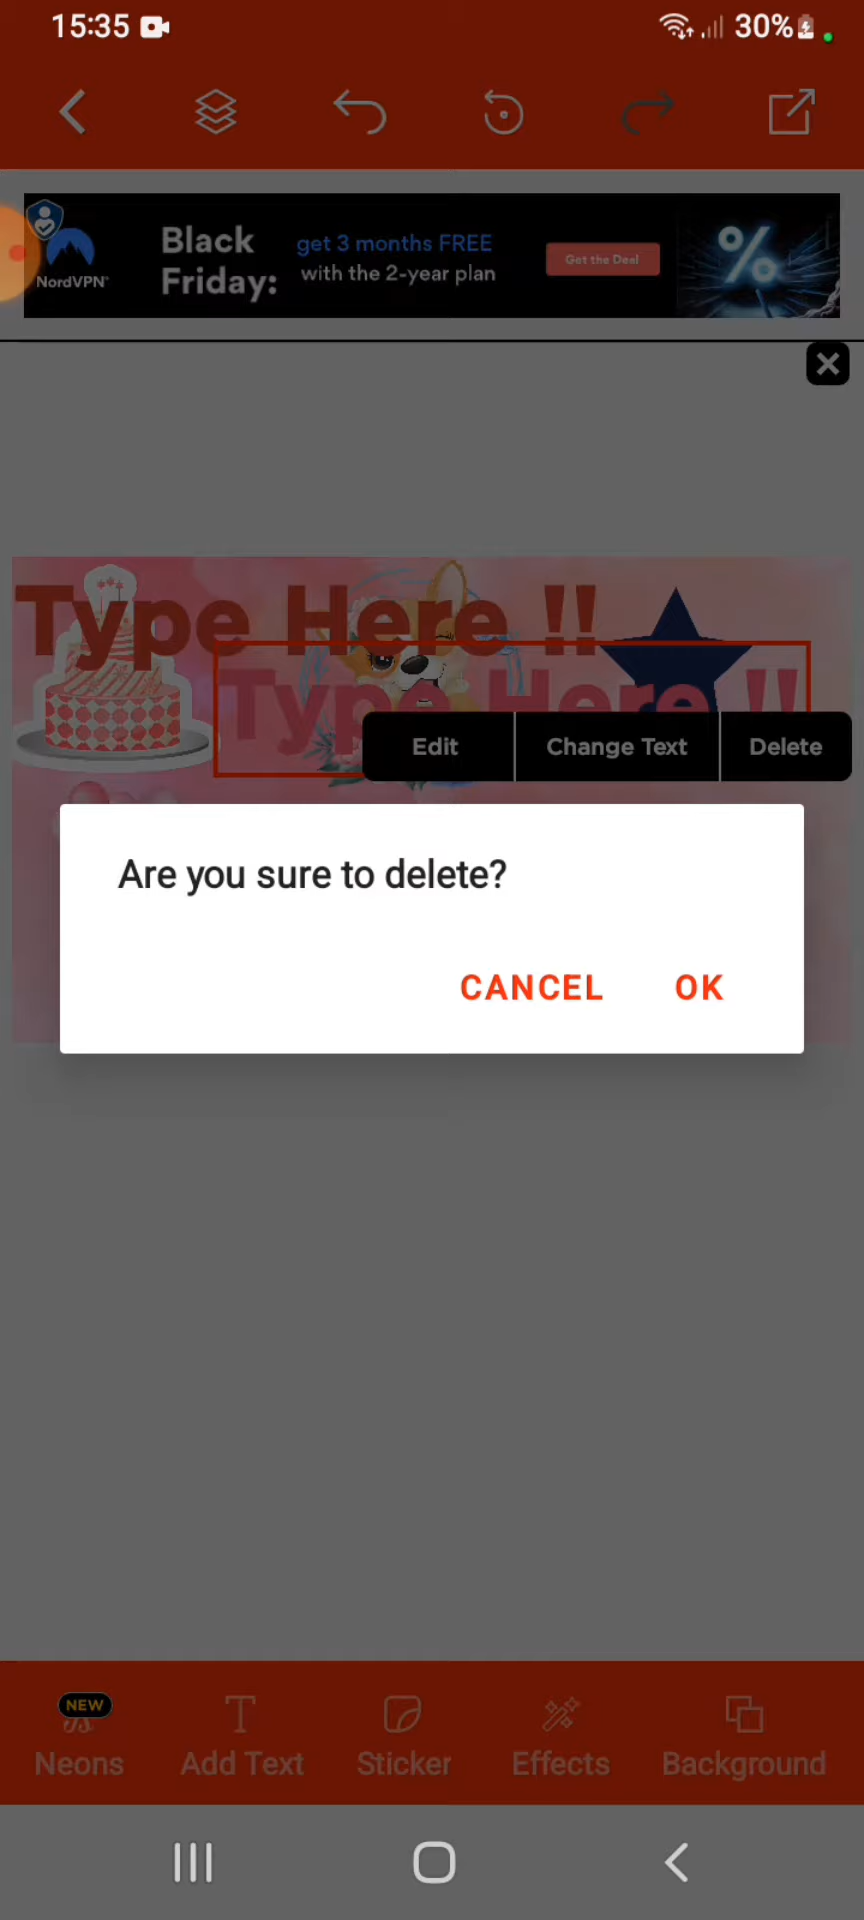 15:35
30%
NordVPN®
Black
Friday:
get 3 months FREE
with the 2-year plan
Get the Deal
%
Type Here !!
Type Here !!
Edit
Change Text
Delete
Are you sure to delete?
CANCEL
OK
NEW
Neons
Add Text
Sticker
Effects
Background